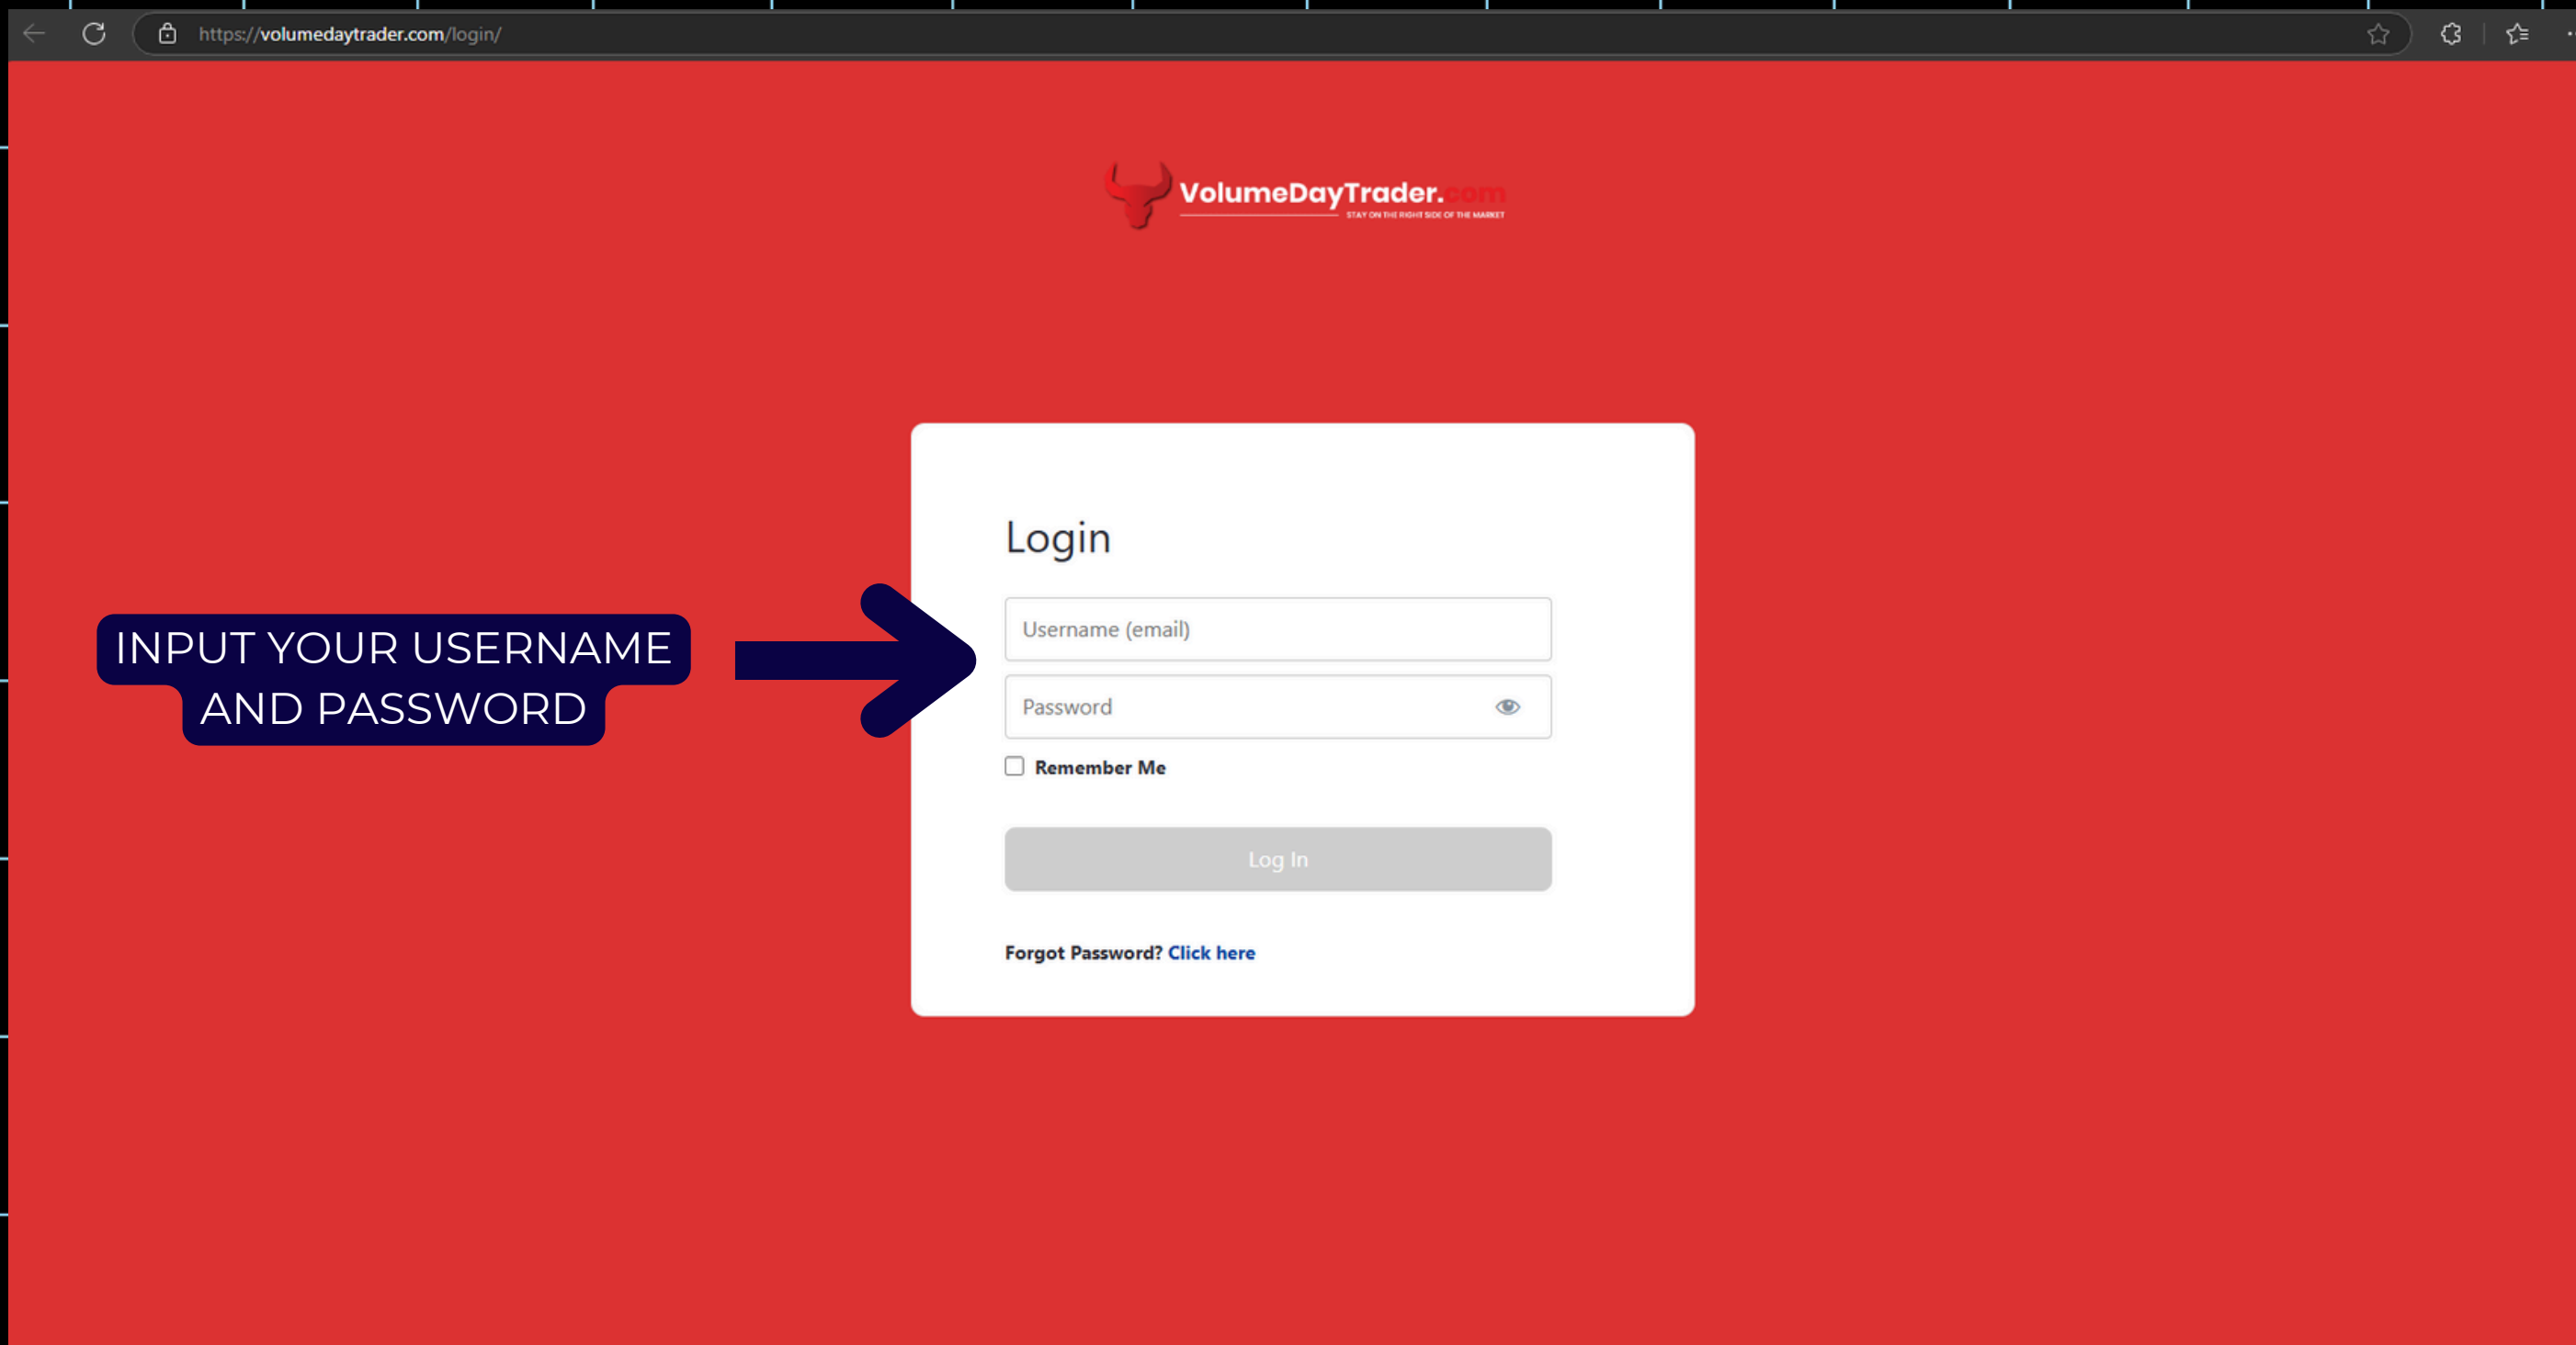 https://volumedaytrader.com/login/
VolumeDayTrader.com
STAY ON THE RIGHT SIDE OF THE MARKET
Login
INPUT YOUR USERNAME
AND PASSWORD
Username (email)
Password
Remember Me
Log In
Forgot Password? Click here